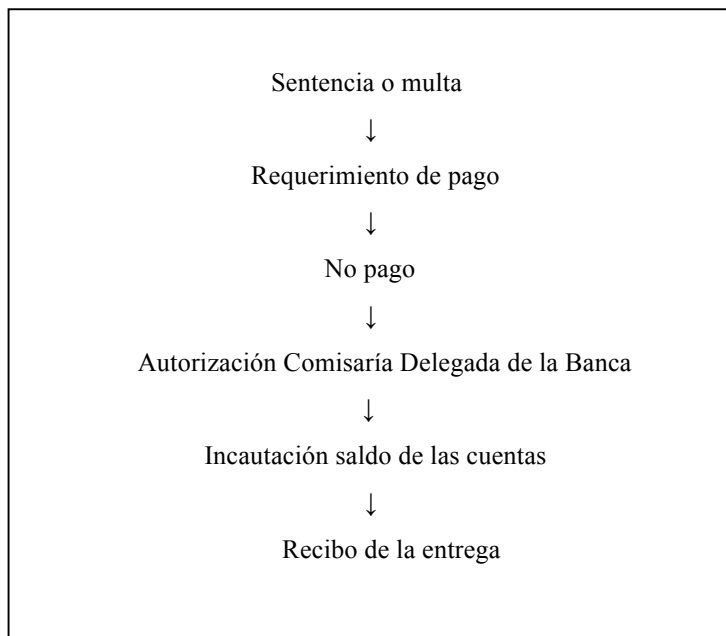 Sentencia o multa
↓
Requerimiento de pago
↓
No pago
↓
Autorización Comisaría Delegada de la Banca
↓
Incautación saldo de las cuentas
↓
Recibo de la entrega